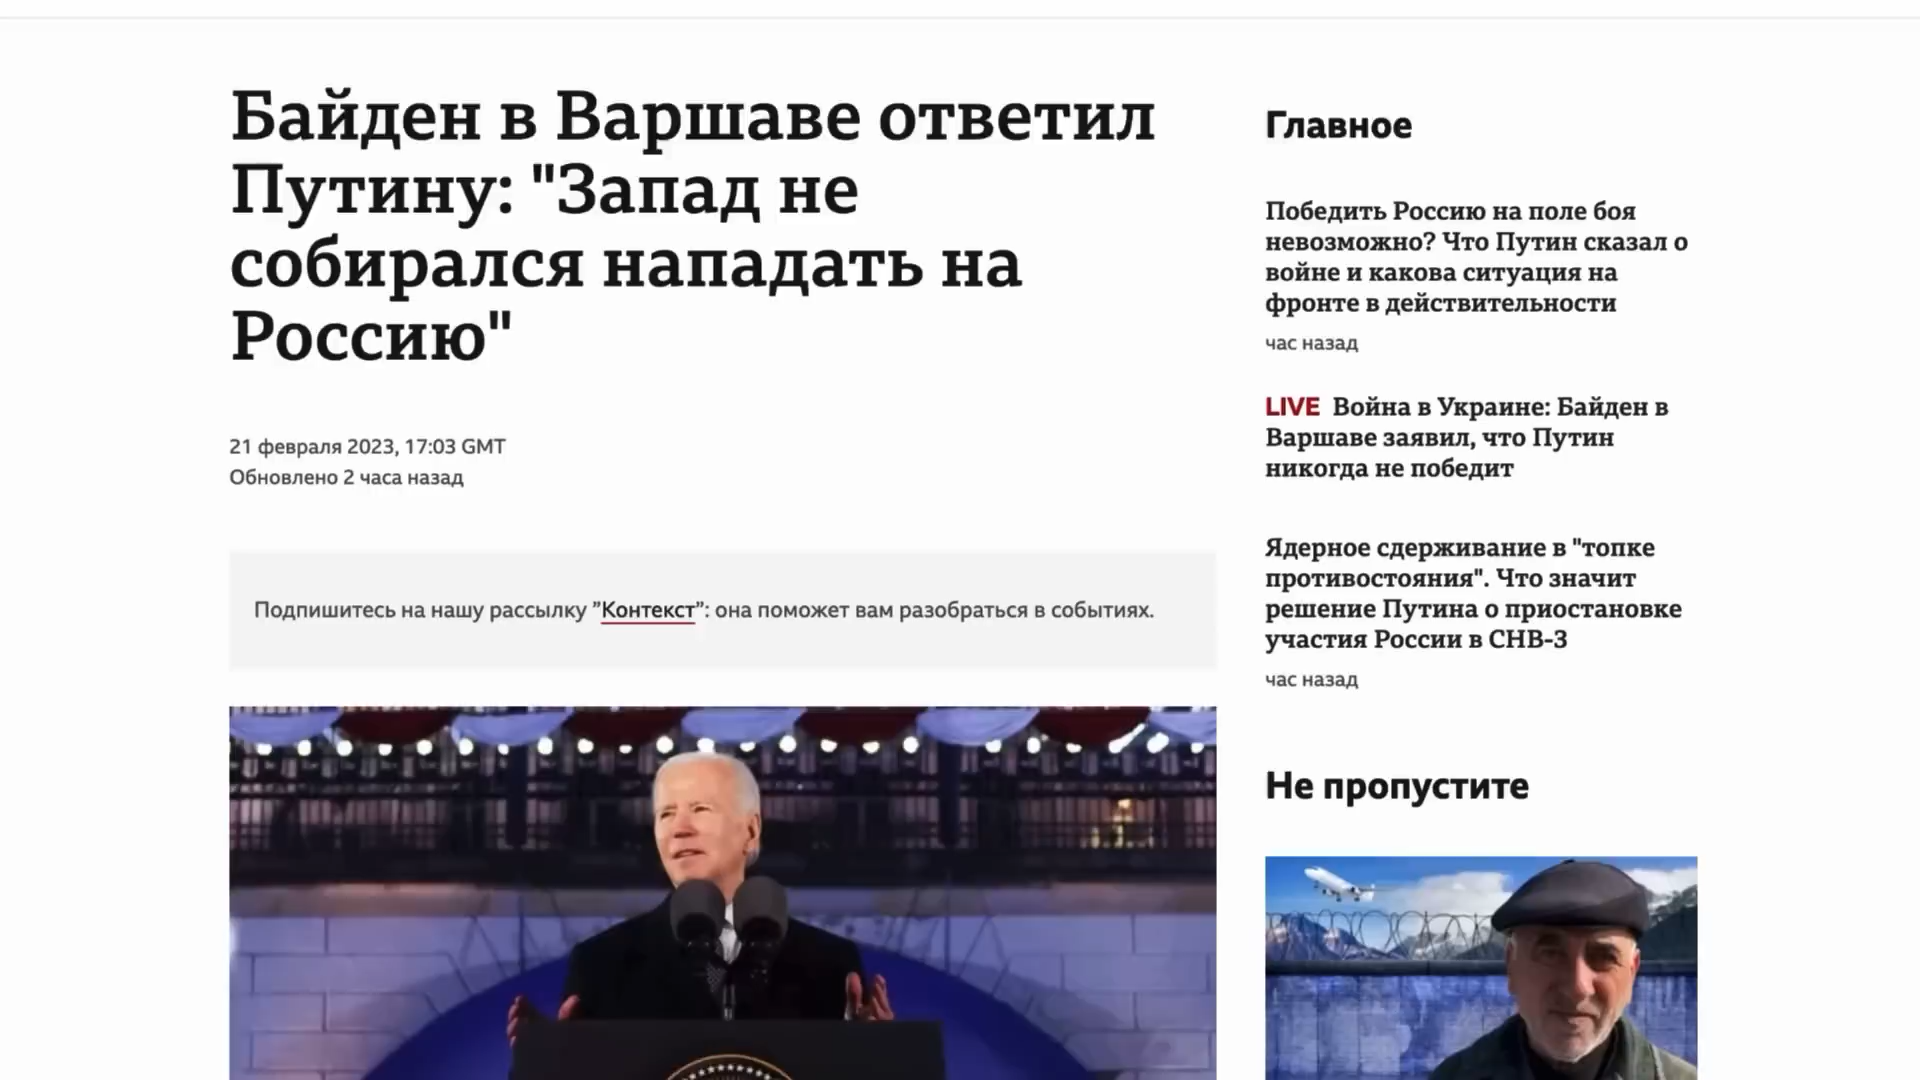 Байден в Варшаве ответил
Путину: "Запад не
собирался нападать на
Россию"
21 февраля 2023, 17:03 GMT
Обновлено 2 часа назад
Подпишитесь на нашу рассылку ”Контекст”: она поможет вам разобраться в событиях.
Главное
Победить Россию на поле боя
невозможно? Что Путин сказал о
войне и какова ситуация на
фронте в действительности
час назад
LIVE Война в Украине: Байден в
Варшаве заявил, что Путин
никогда не победит
Ядерное сдерживание в "топке
противостояния". Что значит
решение Путина о приостановке
участия России в СНВ-3
час назад
Не пропустите